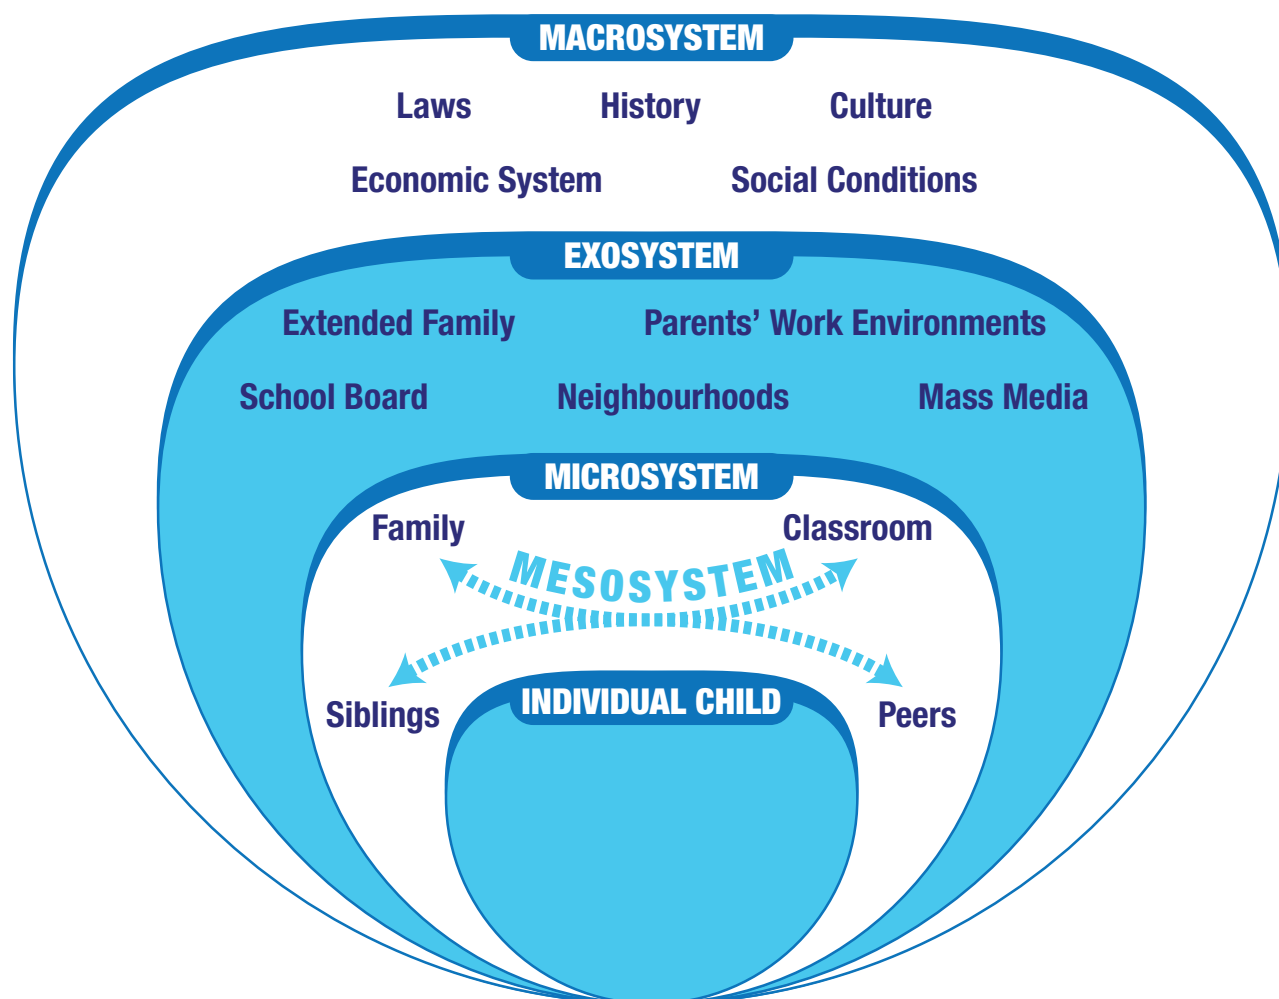 MACROSYSTEM
Laws History Culture
Economic System Social Conditions
EXOSYSTEM
Extended Family Parents’ Work Environments
School Board Neighbourhoods Mass Media
MICROSYSTEM
Family Classroom
MESOSYSTEM
INDIVIDUAL CHILD
Siblings Peers